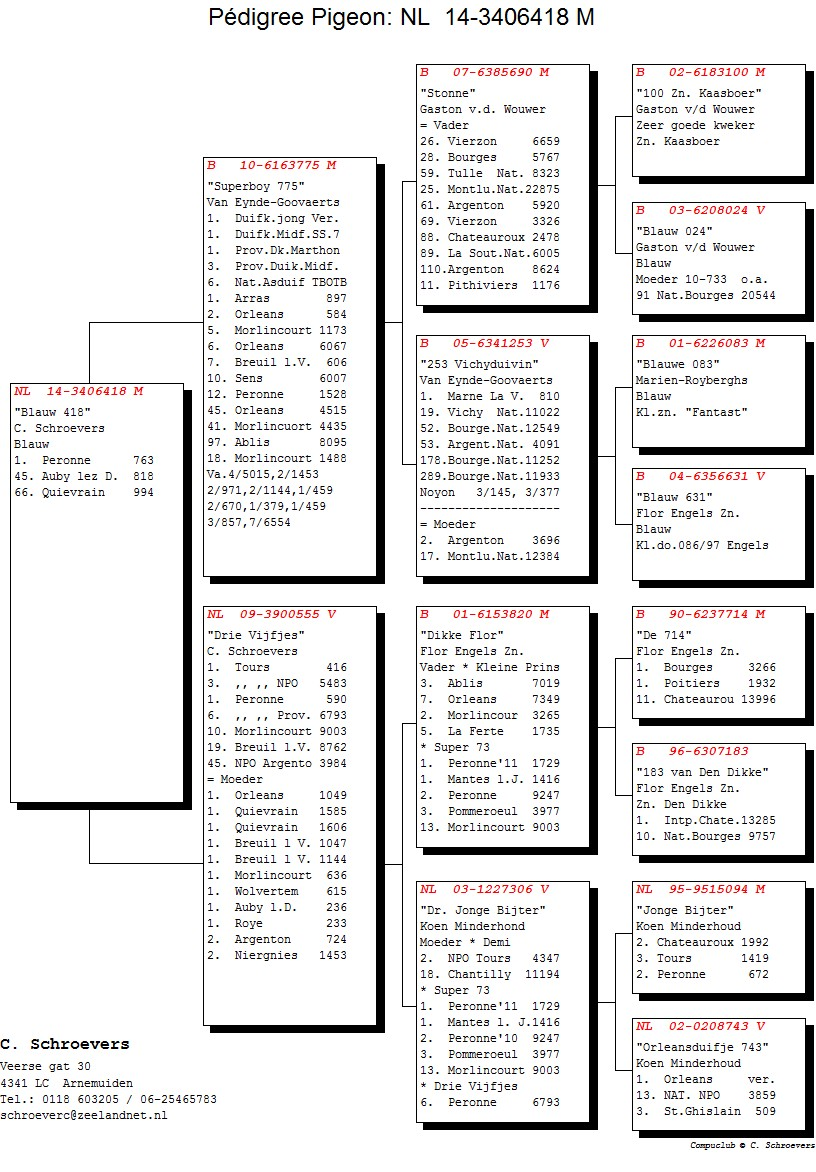 Pédigree Pigeon: NL  14-3406418 M
NL  14-3406418 M
"Blauw 418"
C. Schroevers
Blauw
1.  Peronne      763
45. Auby lez D.  818
66. Quievrain    994
B   10-6163775 M
"Superboy 775"
Van Eynde-Goovaerts
1.  Duifk.jong Ver.
1.  Duifk.Midf.SS.7
1.  Prov.Dk.Marthon
3.  Prov.Duik.Midf.
6.  Nat.Asduif TBOTB
1.  Arras        897
2.  Orleans      584
5.  Morlincourt 1173
6.  Orleans     6067
7.  Breuil l.V.  606
10. Sens        6007
12. Peronne     1528
45. Orleans     4515
41. Morlincuort 4435
97. Ablis       8095
18. Morlincourt 1488
Va.4/5015,2/1453
2/971,2/1144,1/459
2/670,1/379,1/459
3/857,7/6554
NL  09-3900555 V
"Drie Vijfjes"
C. Schroevers
1.  Tours        416
3.  ,, ,, NPO   5483
1.  Peronne      590
6.  ,, ,, Prov. 6793
10. Morlincourt 9003
19. Breuil l.V. 8762
45. NPO Argento 3984
= Moeder
1.  Orleans     1049
1.  Quievrain   1585
1.  Quievrain   1606
1.  Breuil l V. 1047
1.  Breuil l V. 1144
1.  Morlincourt  636
1.  Wolvertem    615
1.  Auby l.D.    236
1.  Roye         233
2.  Argenton     724
2.  Niergnies   1453
B   07-6385690 M
"Stonne"
Gaston v.d. Wouwer
= Vader
26. Vierzon     6659
28. Bourges     5767
59. Tulle  Nat. 8323
25. Montlu.Nat.22875
61. Argenton    5920
69. Vierzon     3326
88. Chateauroux 2478
89. La Sout.Nat.6005
110.Argenton    8624
11. Pithiviers  1176
B   05-6341253 V
"253 Vichyduivin"
Van Eynde-Goovaerts
1.  Marne La V.  810
19. Vichy  Nat.11022
52. Bourge.Nat.12549
53. Argent.Nat. 4091
178.Bourge.Nat.11252
289.Bourge.Nat.11933
Noyon   3/145, 3/377
--------------------
= Moeder
2.  Argenton    3696
17. Montlu.Nat.12384
B   01-6153820 M
"Dikke Flor"
Flor Engels Zn.
Vader * Kleine Prins
3.  Ablis       7019
7.  Orleans     7349
2.  Morlincour  3265
5.  La Ferte    1735
* Super 73
1.  Peronne'11  1729
1.  Mantes l.J. 1416
2.  Peronne     9247
3.  Pommeroeul  3977
13. Morlincourt 9003
NL  03-1227306 V
"Dr. Jonge Bijter"
Koen Minderhond
Moeder * Demi
2.  NPO Tours   4347
18. Chantilly  11194
* Super 73
1.  Peronne'11  1729
1.  Mantes l. J.1416
2.  Peronne'10  9247
3.  Pommeroeul  3977
13. Morlincourt 9003
* Drie Vijfjes
6.  Peronne     6793
B   02-6183100 M
"100 Zn. Kaasboer"
Gaston v/d Wouwer
Zeer goede kweker
Zn. Kaasboer
B   03-6208024 V
"Blauw 024"
Gaston v/d Wouwer
Blauw
Moeder 10-733  o.a.
91 Nat.Bourges 20544
B   01-6226083 M
"Blauwe 083"
Marien-Royberghs
Blauw
Kl.zn. "Fantast"
B   04-6356631 V
"Blauw 631"
Flor Engels Zn.
Blauw
Kl.do.086/97 Engels
B   90-6237714 M
"De 714"
Flor Engels Zn.
1.  Bourges     3266
1.  Poitiers    1932
11. Chateaurou 13996
B   96-6307183
"183 van Den Dikke"
Flor Engels Zn.
Zn. Den Dikke
1.  Intp.Chate.13285
10. Nat.Bourges 9757
NL  95-9515094 M
"Jonge Bijter"
Koen Minderhoud
2. Chateauroux 1992
3. Tours       1419
2. Peronne      672
NL  02-0208743 V
"Orleansduifje 743"
Koen Minderhoud
1.  Orleans     ver.
13. NAT. NPO    3859
3.  St.Ghislain  509
C. Schroevers
Veerse gat 30
4341 LC  Arnemuiden
Tel.: 0118 603205 / 06-25465783
schroeverc@zeelandnet.nl
Compuclub © C. Schroevers